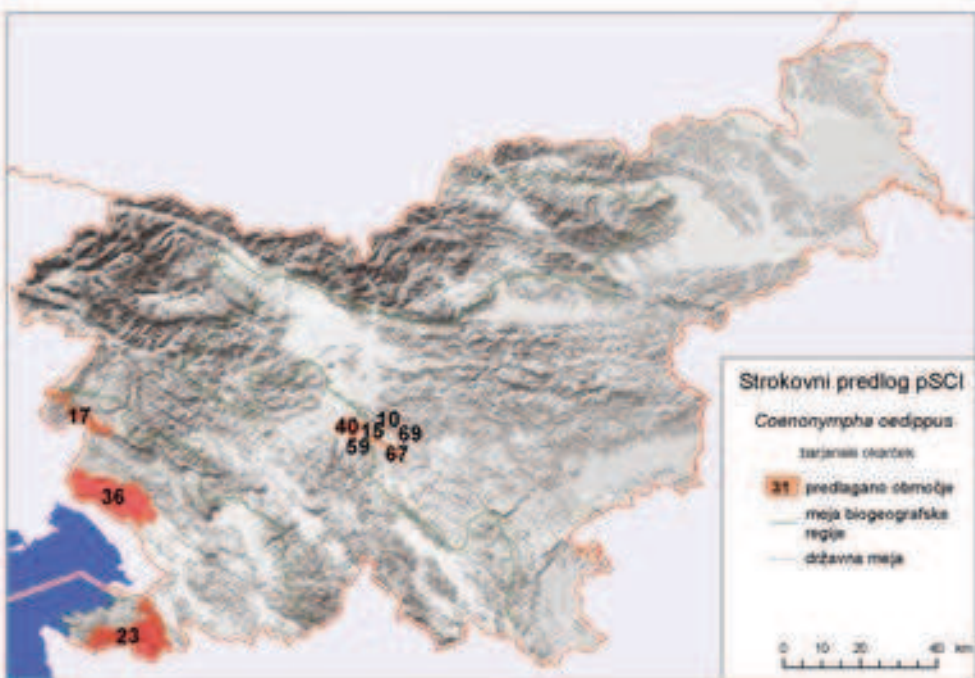 Strokovni predlog pSCI
Coenonympha oedippus
barjanski okarček
31 predlagano območje
meja biogeografske
regije
državna meja
0 10 20 40 km
17
36
23
40
15
10
69
59
67